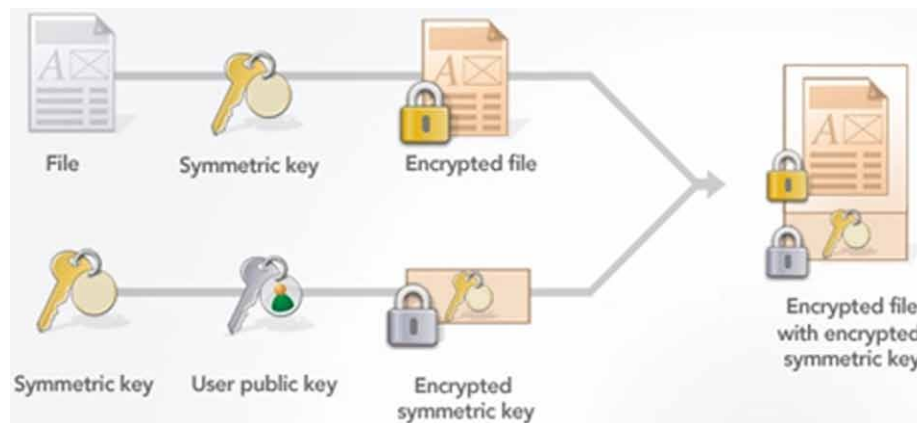 File
Symmetric key
Encrypted file
Symmetric key
User public key
Encrypted
symmetric key
Encrypted file
with encrypted
symmetric key
A
A